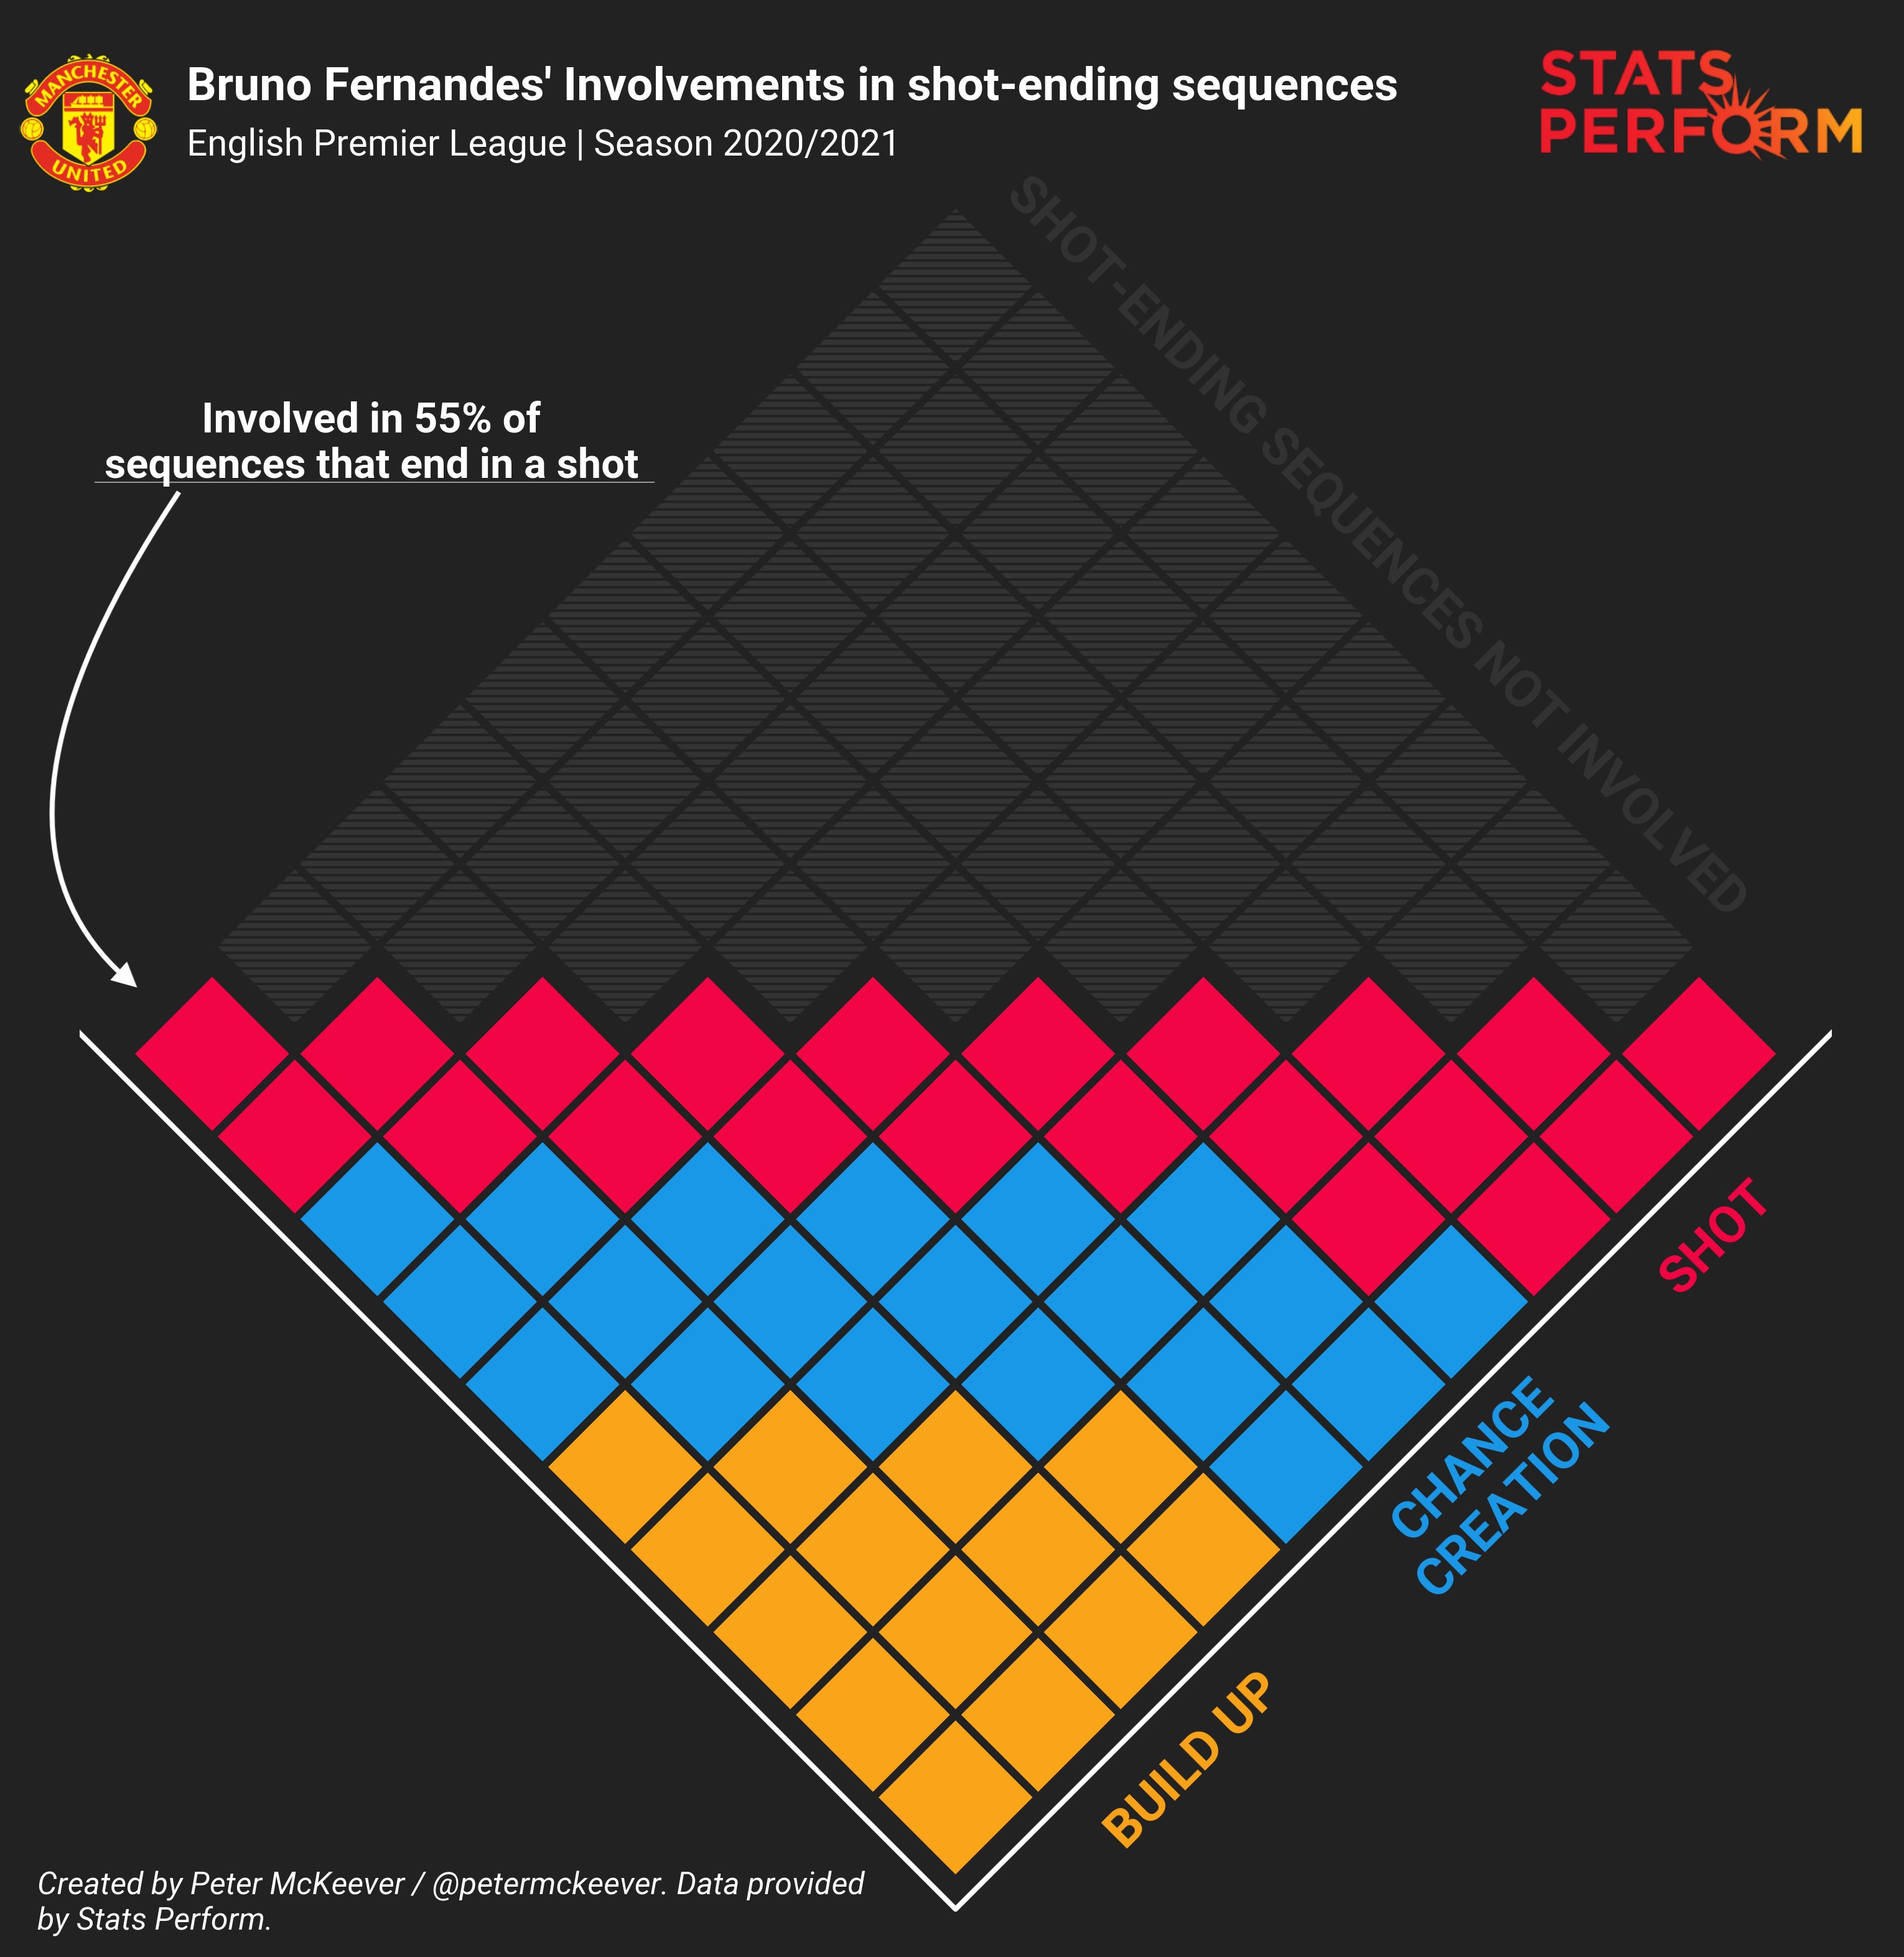 MANCHESTER
UNITED
Bruno Fernandes' Involvements in shot-ending sequences
English Premier League | Season 2020/2021
STATS
PERFORM
SHOT-ENDING SEQUENCES NOT INVOLVED
Involved in 55% of
sequences that end in a shot
SHOT
CHANCE
CREATION
BUILD UP
Created by Peter McKeever / @petermckeever. Data provided
by Stats Perform.